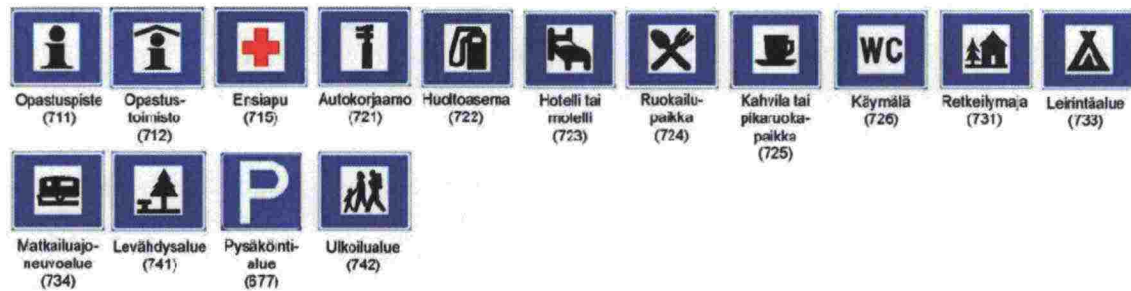 i
i
WC
Opastuspiste
(711)
Opastus-
toimisto
(712)
Ensiapu
(715)
Autokorjaamo
(721)
Huoltoasema
(722)
Hotelli tai
motelli
(723)
Ruokailu-
paikka
(724)
Kahvila tai
pikaruoka-
paikka
(725)
Käymälä
(726)
Retkeilymaja
(731)
Leirintäalue
(733)
P
Matkailuajo-
neuvoalue
(734)
Levähdysalue
(741)
Pysäköinti-
alue
(677)
Ulkoilualue
(742)